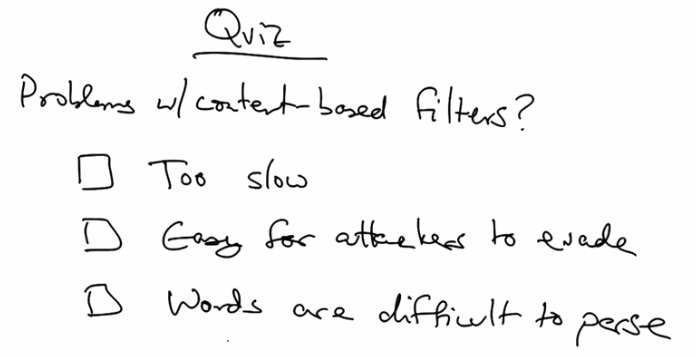 Quiz
Problems w/ content-based filters?
Too slow
Easy for attackers to evade
Words are difficult to parse